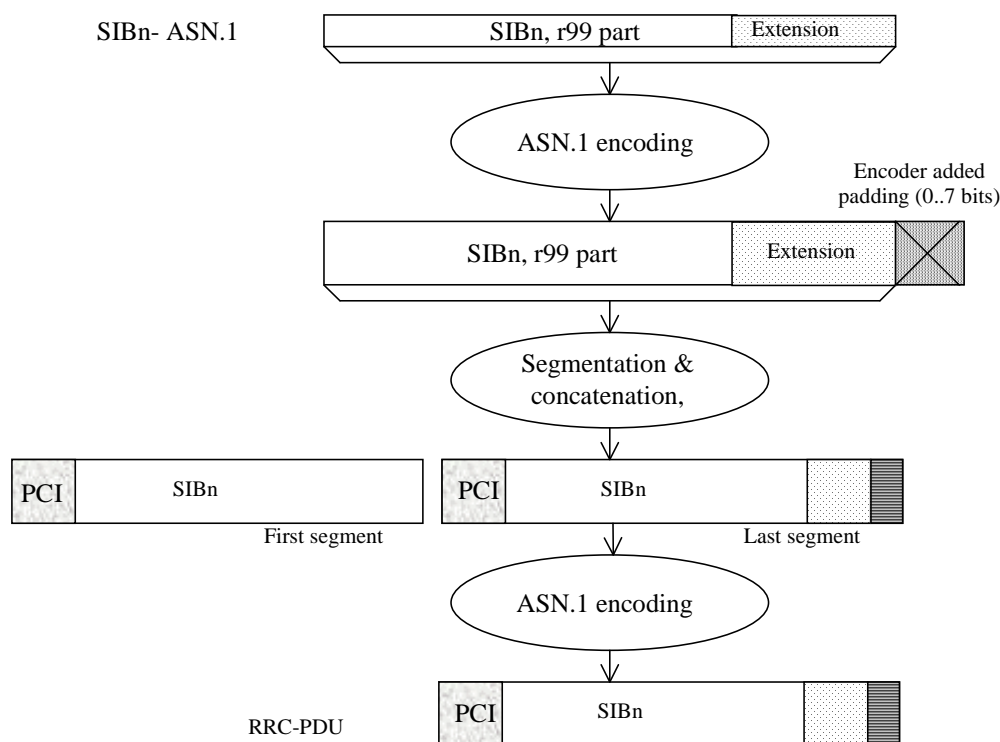 SIBn- ASN.1
SIBn, r99 part
Extension
ASN.1 encoding
Encoder added
padding (0..7 bits)
SIBn, r99 part
Extension
Segmentation &
concatenation,
PCI
SIBn
PCI
SIBn
First segment
Last segment
ASN.1 encoding
PCI
SIBn
RRC-PDU